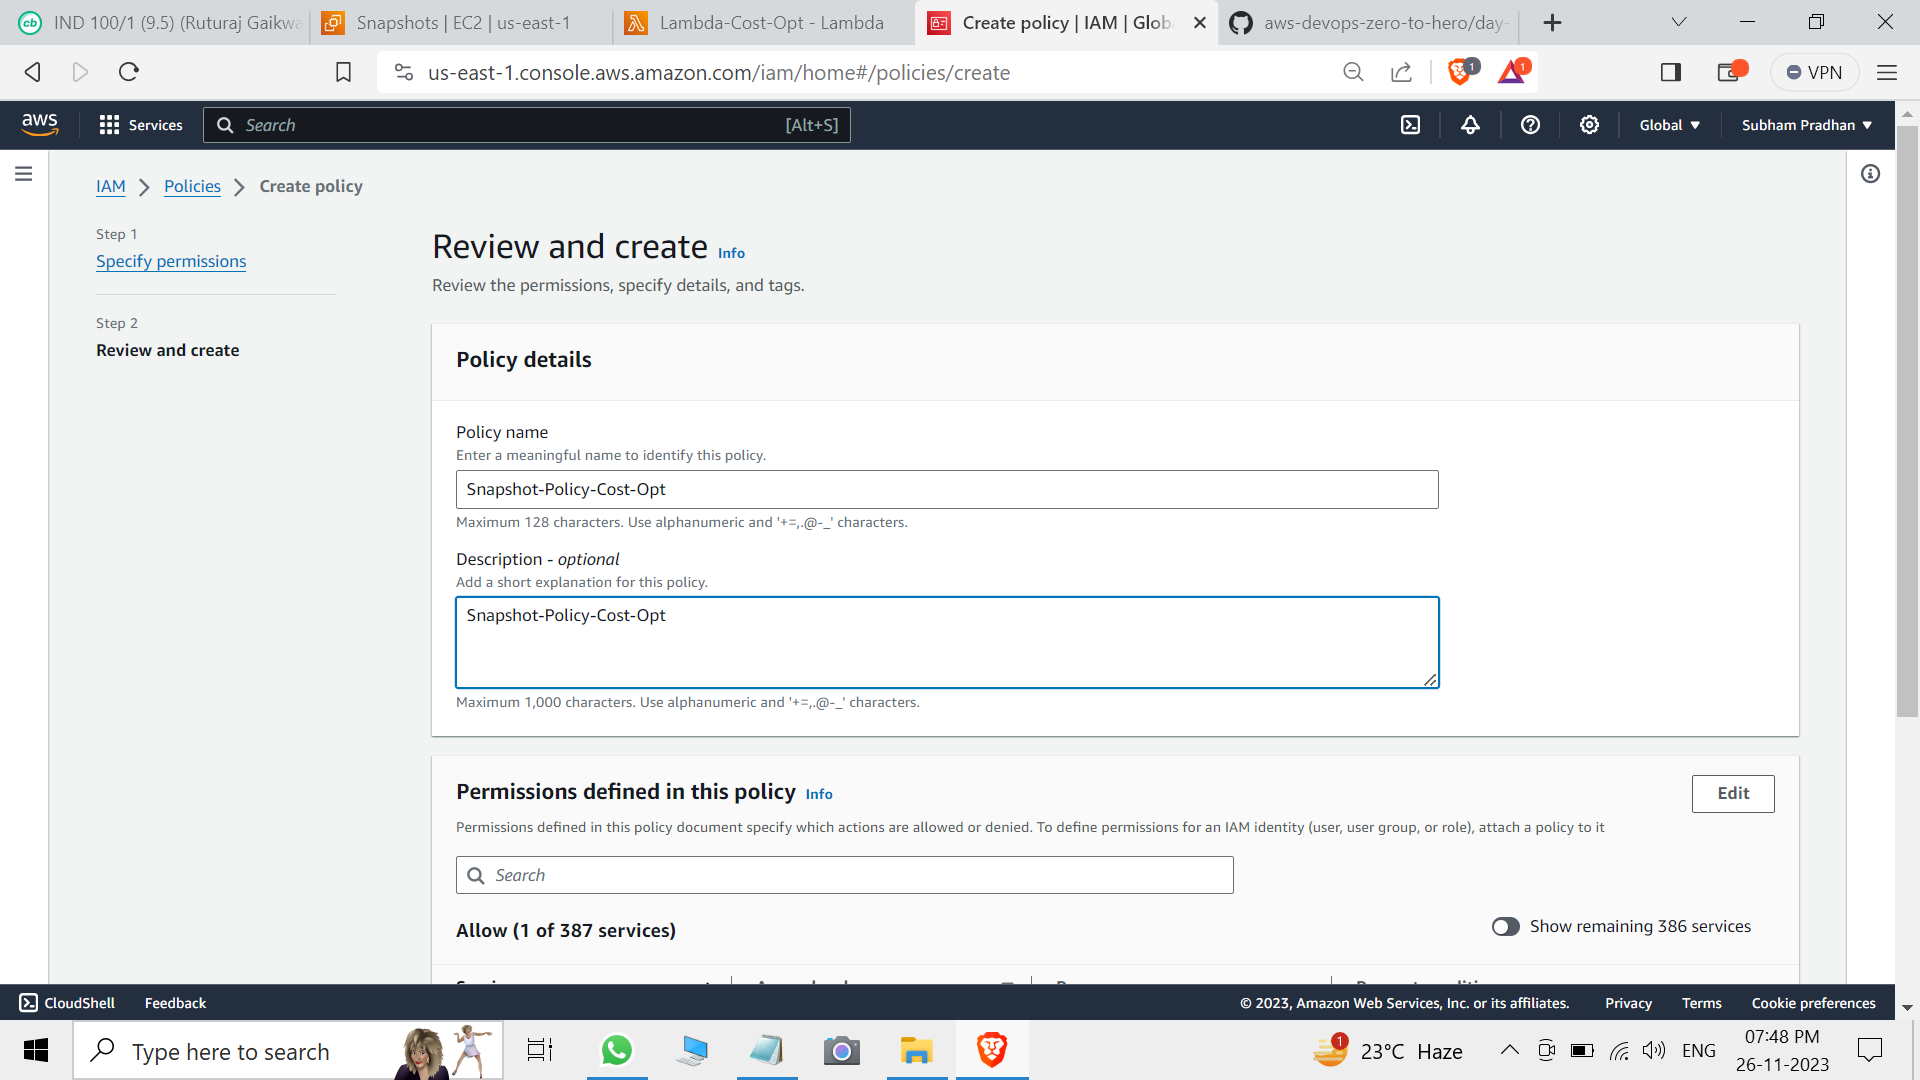 IND 100/1 (9.5) (Ruturaj Gaikwa
Snapshots | EC2 | us-east-1
Lambda-Cost-Opt - Lambda
Create policy | IAM | Glob
aws-devops-zero-to-hero/day-
us-east-1.console.aws.amazon.com/iam/home#/policies/create
1
1
VPN
aws
Services
Search
[Alt+S]
Global
Subham Pradhan
IAM
Policies
Create policy
Step 1
Specify permissions
Step 2
Review and create
Review and create Info
Review the permissions, specify details, and tags.
Policy details
Policy name
Enter a meaningful name to identify this policy.
Snapshot-Policy-Cost-Opt
Maximum 128 characters. Use alphanumeric and '+=,.@-_' characters.
Description - optional
Add a short explanation for this policy.
Snapshot-Policy-Cost-Opt
Maximum 1,000 characters. Use alphanumeric and '+=,.@-_' characters.
Permissions defined in this policy Info
Edit
Permissions defined in this policy document specify which actions are allowed or denied. To define permissions for an IAM identity (user, user group, or role), attach a policy to it
Search
Allow (1 of 387 services)
Show remaining 386 services
CloudShell
Feedback
© 2023, Amazon Web Services, Inc. or its affiliates.
Privacy
Terms
Cookie preferences
Type here to search
1
23°C Haze
ENG
07:48 PM
26-11-2023